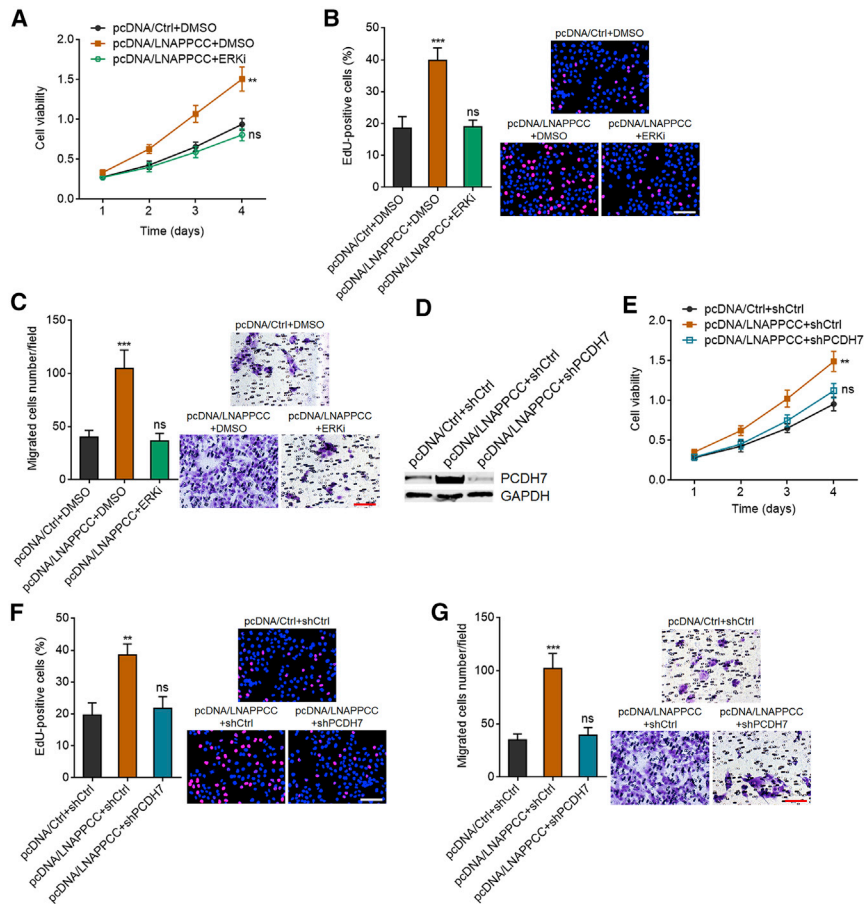 A
pcDNA/Ctrl+DMSO
pcDNA/LNAPPCC+DMSO
pcDNA/LNAPPCC+ERKi
2.0
1.5
1.0
0.5
0.0
Cell viability
**
ns
1 2 3 4
Time (days)
B
50
40
30
20
10
0
EdU-positive cells (%)
***
ns
pcDNA/Ctrl+DMSO
pcDNA/LNAPPCC+DMSO
pcDNA/LNAPPCC+ERKi
pcDNA/Ctrl+DMSO
pcDNA/LNAPPCC
+DMSO
pcDNA/LNAPPCC
+ERKi
C
150
100
50
0
Migrated cells number/field
***
ns
pcDNA/Ctrl+DMSO
pcDNA/LNAPPCC+DMSO
pcDNA/LNAPPCC+ERKi
pcDNA/Ctrl+DMSO
pcDNA/LNAPPCC
+DMSO
pcDNA/LNAPPCC
+ERKi
D
pcDNA/Ctrl+shCtrl
pcDNA/LNAPPCC+shCtrl
pcDNA/LNAPPCC+shPCDH7
PCDH7
GAPDH
E
pcDNA/Ctrl+shCtrl
pcDNA/LNAPPCC+shCtrl
pcDNA/LNAPPCC+shPCDH7
2.0
1.5
1.0
0.5
0.0
Cell viability
**
ns
1 2 3 4
Time (days)
F
50
40
30
20
10
0
EdU-positive cells (%)
**
ns
pcDNA/Ctrl+shCtrl
pcDNA/LNAPPCC+shCtrl
pcDNA/LNAPPCC+shPCDH7
pcDNA/Ctrl+shCtrl
pcDNA/LNAPPCC
+shCtrl
pcDNA/LNAPPCC
+shPCDH7
G
150
100
50
0
Migrated cells number/field
***
ns
pcDNA/Ctrl+shCtrl
pcDNA/LNAPPCC+shCtrl
pcDNA/LNAPPCC+shPCDH7
pcDNA/Ctrl+shCtrl
pcDNA/LNAPPCC
+shCtrl
pcDNA/LNAPPCC
+shPCDH7